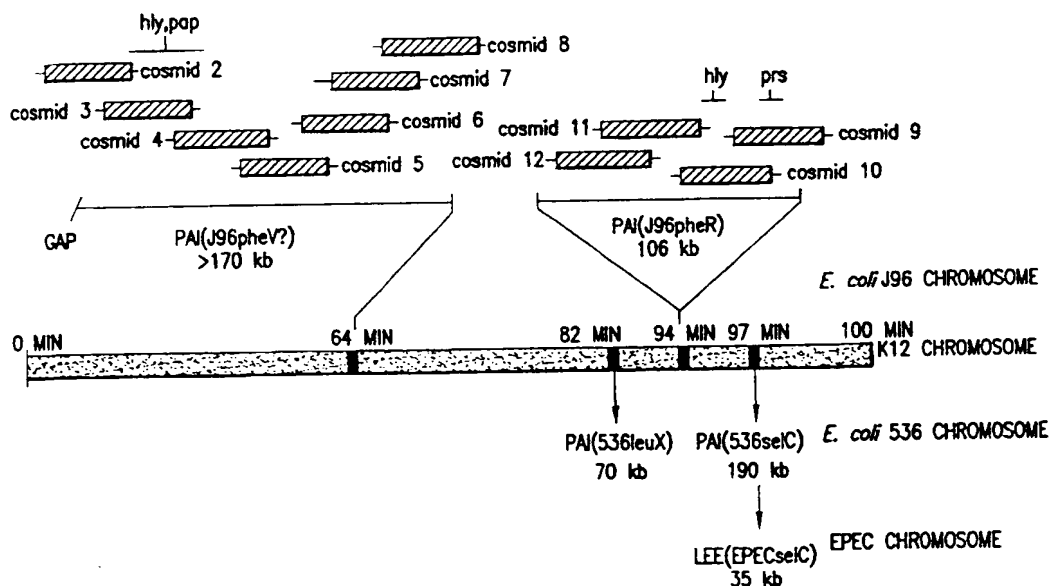 hly,pap
cosmid 8
cosmid 2
cosmid 7
hly
prs
cosmid 3
cosmid 6
cosmid 11
cosmid 9
cosmid 4
cosmid 5
cosmid 12
cosmid 10
GAP
PAI(J96pheV?)
>170 kb
PAI(J96pheR)
106 kb
E. coli J96 CHROMOSOME
0 MIN
64 MIN
82 MIN
94 MIN
97 MIN
100 MIN
K12 CHROMOSOME
PAI(536leuX)
70 kb
PAI(536selC)
190 kb
E. coli 536 CHROMOSOME
LEE(EPECselC)
35 kb
EPEC CHROMOSOME